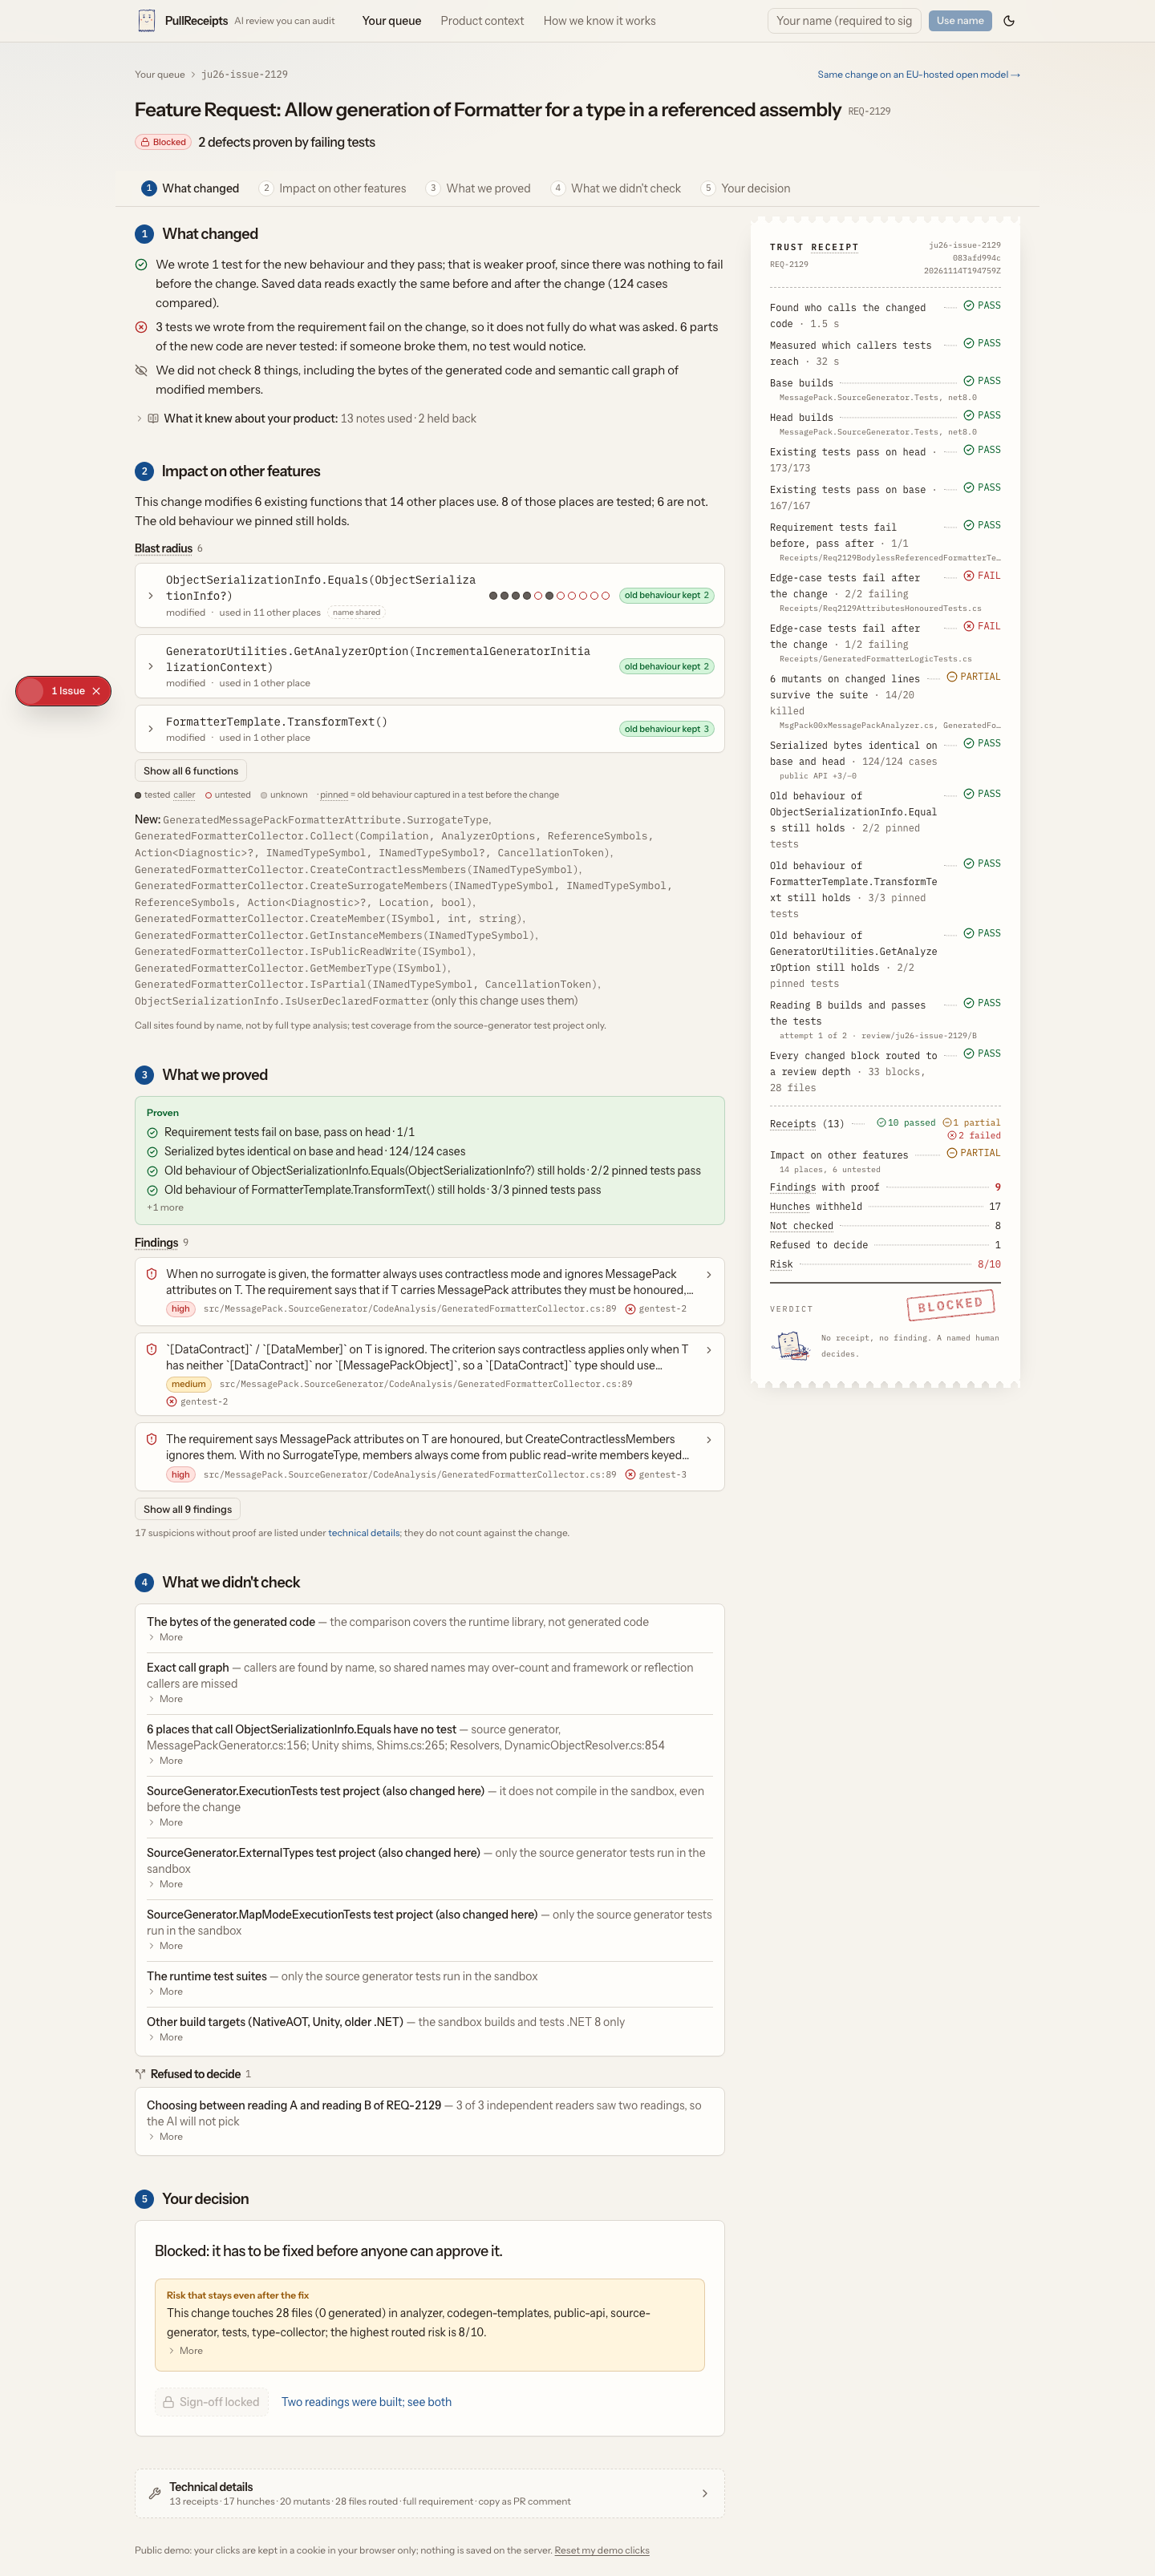 PullReceipts AI review you can audit Your queue Product context How we know it works Your name (required to sig Use name
Your queue > ju26-issue-2129 Same change on an EU-hosted open model →
Feature Request: Allow generation of Formatter for a type in a referenced assembly REQ-2129
Blocked 2 defects proven by failing tests
1 What changed 2 Impact on other features 3 What we proved 4 What we didn't check 5 Your decision
1 What changed
We wrote 1 test for the new behaviour and they pass; that is weaker proof, since there was nothing to fail
before the change. Saved data reads exactly the same before and after the change (124 cases
compared).
3 tests we wrote from the requirement fail on the change, so it does not fully do what was asked. 6 parts
of the new code are never tested: if someone broke them, no test would notice.
We did not check 8 things, including the bytes of the generated code and semantic call graph of
modified members.
What it knew about your product: 13 notes used · 2 held back
2 Impact on other features
This change modifies 6 existing functions that 14 other places use. 8 of those places are tested; 6 are not.
The old behaviour we pinned still holds.
Blast radius 6
ObjectSerializationInfo.Equals(ObjectSerializa
tionInfo?)
modified · used in 11 other places name shared
old behaviour kept 2
GeneratorUtilities.GetAnalyzerOption(IncrementalGeneratorInitia
lizationContext)
modified · used in 1 other place
old behaviour kept 2
FormatterTemplate.TransformText()
modified · used in 1 other place
old behaviour kept 3
Show all 6 functions
tested caller untested unknown · pinned = old behaviour captured in a test before the change
New: GeneratedMessagePackFormatterAttribute.SurrogateType,
GeneratedFormatterCollector.Collect(Compilation, AnalyzerOptions, ReferenceSymbols,
Action<Diagnostic>?, INamedTypeSymbol, INamedTypeSymbol?, CancellationToken),
GeneratedFormatterCollector.CreateContractlessMembers(INamedTypeSymbol),
GeneratedFormatterCollector.CreateSurrogateMembers(INamedTypeSymbol, INamedTypeSymbol,
ReferenceSymbols, Action<Diagnostic>?, Location, bool),
GeneratedFormatterCollector.CreateMember(ISymbol, int, string),
GeneratedFormatterCollector.GetInstanceMembers(INamedTypeSymbol),
GeneratedFormatterCollector.IsPublicReadWrite(ISymbol),
GeneratedFormatterCollector.GetMemberType(ISymbol),
GeneratedFormatterCollector.IsPartial(INamedTypeSymbol, CancellationToken),
ObjectSerializationInfo.IsUserDeclaredFormatter (only this change uses them)
Call sites found by name, not by full type analysis; test coverage from the source-generator test project only.
3 What we proved
Proven
Requirement tests fail on base, pass on head · 1/1
Serialized bytes identical on base and head · 124/124 cases
Old behaviour of ObjectSerializationInfo.Equals(ObjectSerializationInfo?) still holds · 2/2 pinned tests pass
Old behaviour of FormatterTemplate.TransformText() still holds · 3/3 pinned tests pass
+1 more
Findings 9
When no surrogate is given, the formatter always uses contractless mode and ignores MessagePack
attributes on T. The requirement says that if T carries MessagePack attributes they must be honoured,...
high src/MessagePack.SourceGenerator/CodeAnalysis/GeneratedFormatterCollector.cs:89 gentest-2
`[DataContract]` / `[DataMember]` on T is ignored. The criterion says contractless applies only when T
has neither `[DataContract]` nor `[MessagePackObject]`, so a `[DataContract]` type should use...
medium src/MessagePack.SourceGenerator/CodeAnalysis/GeneratedFormatterCollector.cs:89
gentest-2
The requirement says MessagePack attributes on T are honoured, but CreateContractlessMembers
ignores them. With no SurrogateType, members always come from public read-write members keyed...
high src/MessagePack.SourceGenerator/CodeAnalysis/GeneratedFormatterCollector.cs:89 gentest-3
Show all 9 findings
17 suspicions without proof are listed under technical details; they do not count against the change.
4 What we didn't check
The bytes of the generated code — the comparison covers the runtime library, not generated code
More
Exact call graph — callers are found by name, so shared names may over-count and framework or reflection
callers are missed
More
6 places that call ObjectSerializationInfo.Equals have no test — source generator,
MessagePackGenerator.cs:156; Unity shims, Shims.cs:265; Resolvers, DynamicObjectResolver.cs:854
More
SourceGenerator.ExecutionTests test project (also changed here) — it does not compile in the sandbox, even
before the change
More
SourceGenerator.ExternalTypes test project (also changed here) — only the source generator tests run in the
sandbox
More
SourceGenerator.MapModeExecutionTests test project (also changed here) — only the source generator tests
run in the sandbox
More
The runtime test suites — only the source generator tests run in the sandbox
More
Other build targets (NativeAOT, Unity, older .NET) — the sandbox builds and tests .NET 8 only
More
Refused to decide 1
Choosing between reading A and reading B of REQ-2129 — 3 of 3 independent readers saw two readings, so
the AI will not pick
More
5 Your decision
Blocked: it has to be fixed before anyone can approve it.
Risk that stays even after the fix
This change touches 28 files (0 generated) in analyzer, codegen-templates, public-api, source-
generator, tests, type-collector; the highest routed risk is 8/10.
More
Sign-off locked Two readings were built; see both
Technical details
13 receipts · 17 hunches · 20 mutants · 28 files routed · full requirement · copy as PR comment
Public demo: your clicks are kept in a cookie in your browser only; nothing is saved on the server. Reset my demo clicks
1 Issue
TRUST RECEIPT ju26-issue-2129
REQ-2129 083afd994c
20261114T194759Z
Found who calls the changed PASS
code · 1.5 s
Measured which callers tests PASS
reach · 32 s
Base builds PASS
MessagePack.SourceGenerator.Tests, net8.0
Head builds PASS
MessagePack.SourceGenerator.Tests, net8.0
Existing tests pass on head · PASS
173/173
Existing tests pass on base · PASS
167/167
Requirement tests fail PASS
before, pass after · 1/1
Receipts/Req2129BodylessReferencedFormatterTe…
Edge-case tests fail after FAIL
the change · 2/2 failing
Receipts/Req2129AttributesHonouredTests.cs
Edge-case tests fail after FAIL
the change · 1/2 failing
Receipts/GeneratedFormatterLogicTests.cs
6 mutants on changed lines PARTIAL
survive the suite · 14/20
killed
MsgPack00xMessagePackAnalyzer.cs, GeneratedFo…
Serialized bytes identical on PASS
base and head · 124/124 cases
public API +3/−0
Old behaviour of PASS
ObjectSerializationInfo.Equal
s still holds · 2/2 pinned
tests
Old behaviour of PASS
FormatterTemplate.TransformTe
xt still holds · 3/3 pinned
tests
Old behaviour of PASS
GeneratorUtilities.GetAnalyze
rOption still holds · 2/2
pinned tests
Reading B builds and passes PASS
the tests
attempt 1 of 2 · review/ju26-issue-2129/B
Every changed block routed to PASS
a review depth · 33 blocks,
28 files
Receipts (13) 10 passed 1 partial
2 failed
Impact on other features PARTIAL
14 places, 6 untested
Findings with proof 9
Hunches withheld 17
Not checked 8
Refused to decide 1
Risk 8/10
VERDICT BLOCKED
No receipt, no finding. A named human
decides.